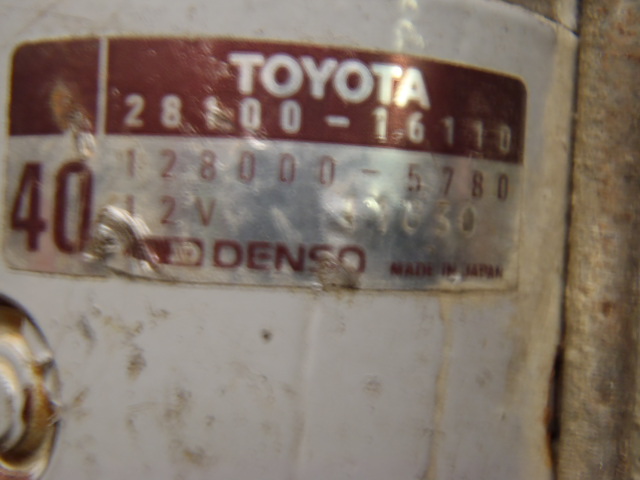 TOYOTA
28100-16110
128000-5780
40
12V
DENSO
MADE IN JAPAN